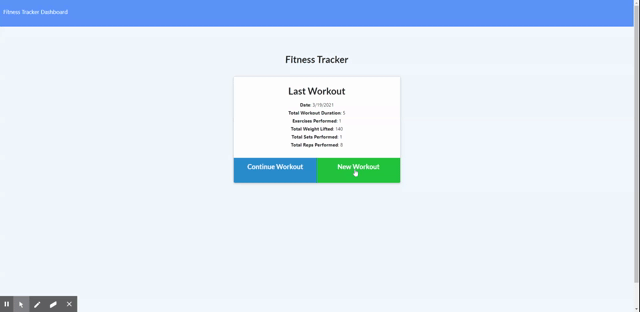 Fitness Tracker Dashboard
Fitness Tracker
Last Workout
Date: 3/19/2021
Total Workout Duration: 5
Exercises Performed: 1
Total Weight Lifted: 140
Total Sets Performed: 1
Total Reps Performed: 8
Continue Workout
New Workout